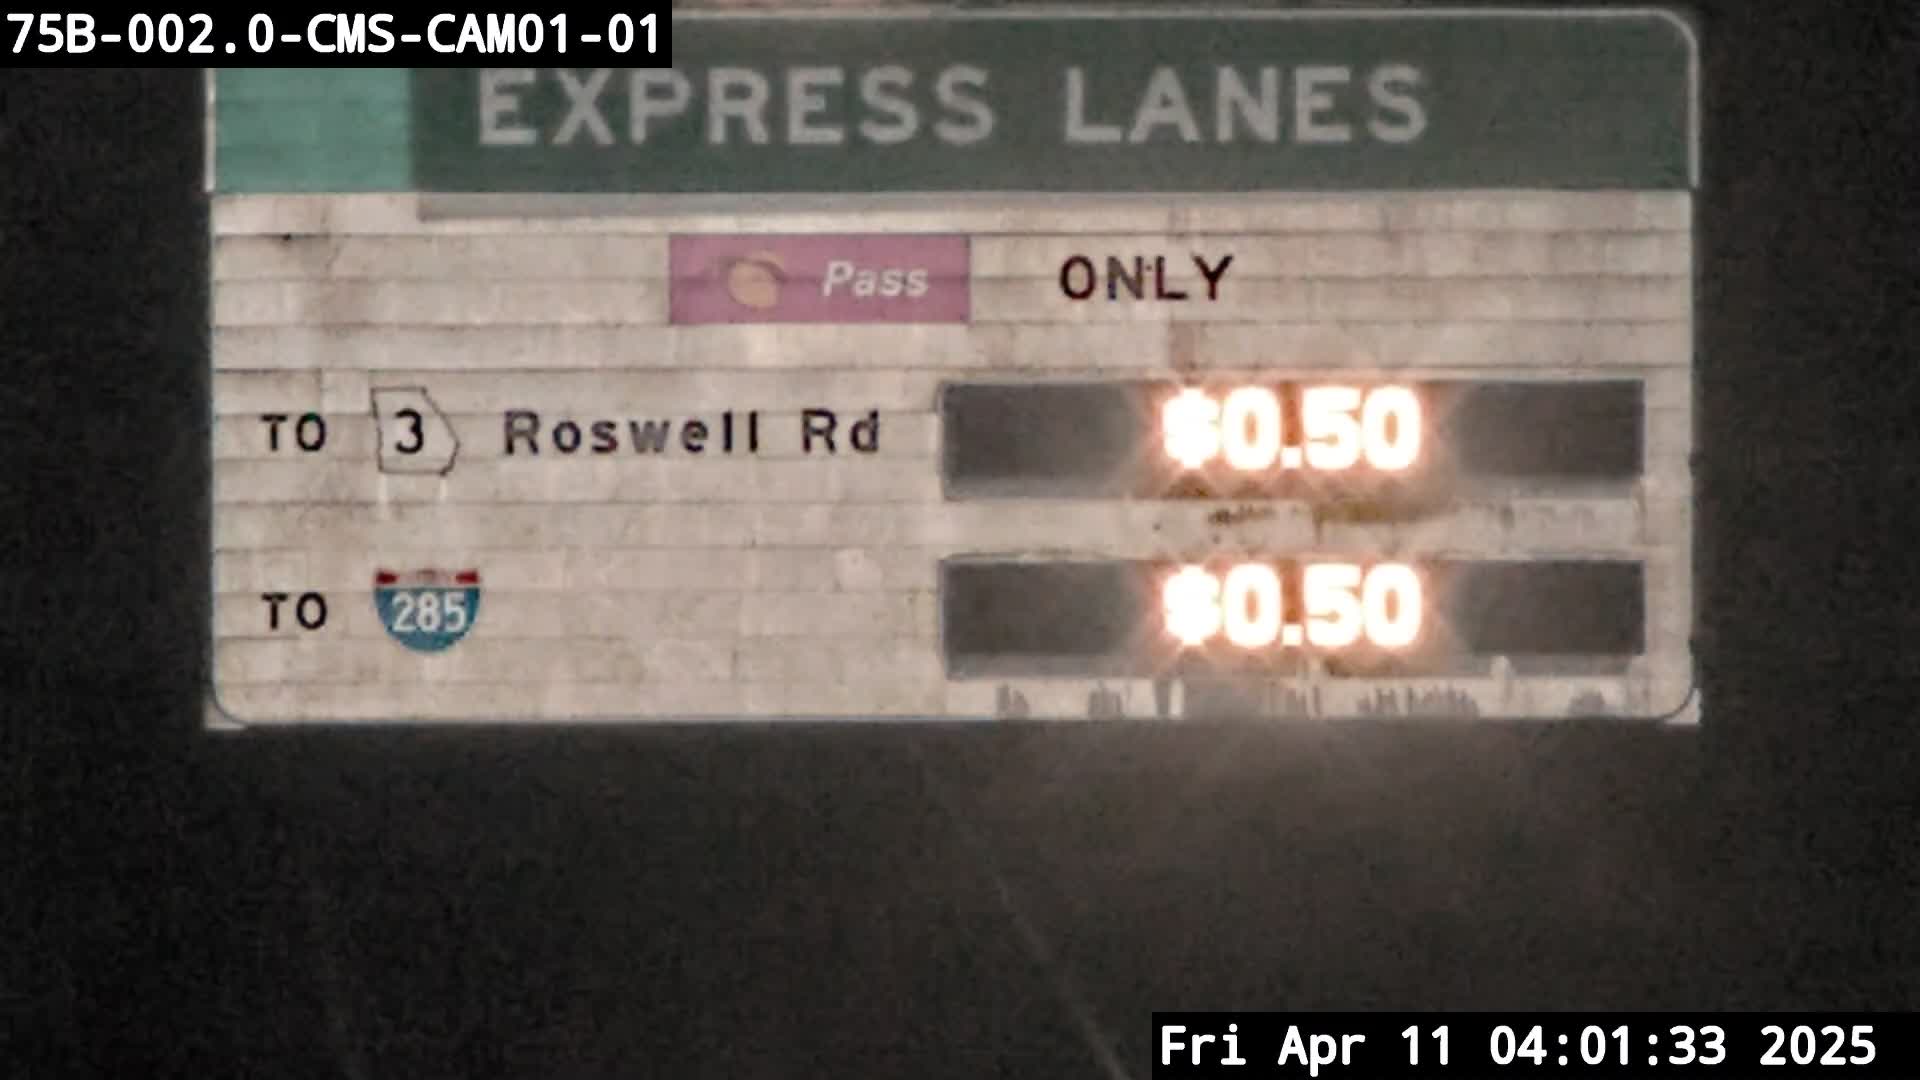 75B-002.0-CMS-CAM01-01
EXPRESS LANES
Pass ONLY
TO 3 Roswell Rd $0.50
TO 285 $0.50
Fri Apr 11 04:01:33 2025